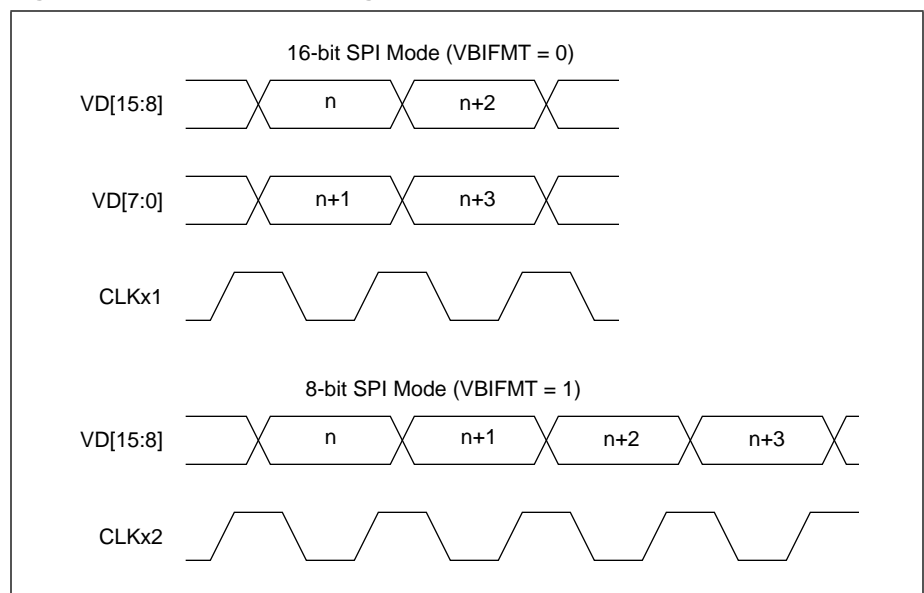 16-bit SPI Mode (VBIFMT = 0)
VD[15:8] n n+2
VD[7:0] n+1 n+3
CLKx1
8-bit SPI Mode (VBIFMT = 1)
VD[15:8] n n+1 n+2 n+3
CLKx2